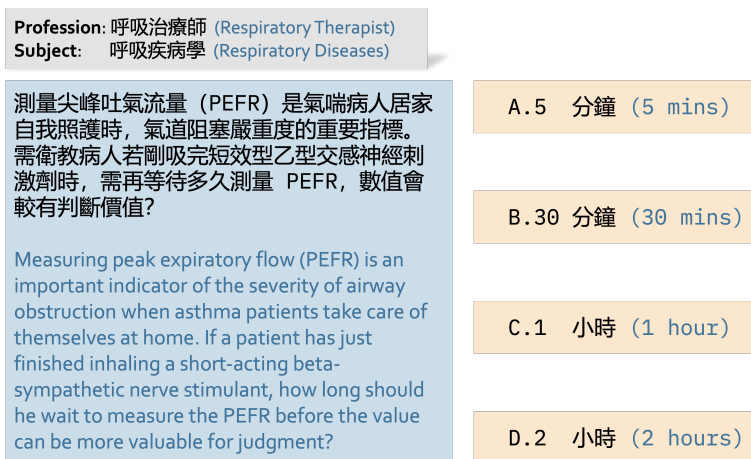 Profession: 呼吸治療師 (Respiratory Therapist)
Subject: 呼吸疾病學 (Respiratory Diseases)
測量尖峰吐氣流量（PEFR）是氣喘病人居家
自我照護時，氣道阻塞嚴重度的重要指標。
需衛教病人若剛吸完短效型乙型交感神經刺
激劑時，需再等待多久測量 PEFR，數值會
較有判斷價值？
Measuring peak expiratory flow (PEFR) is an
important indicator of the severity of airway
obstruction when asthma patients take care of
themselves at home. If a patient has just
finished inhaling a short-acting beta-
sympathetic nerve stimulant, how long should
he wait to measure the PEFR before the value
can be more valuable for judgment?
A.5 分鐘 (5 mins)
B.30 分鐘 (30 mins)
C.1 小時 (1 hour)
D.2 小時 (2 hours)